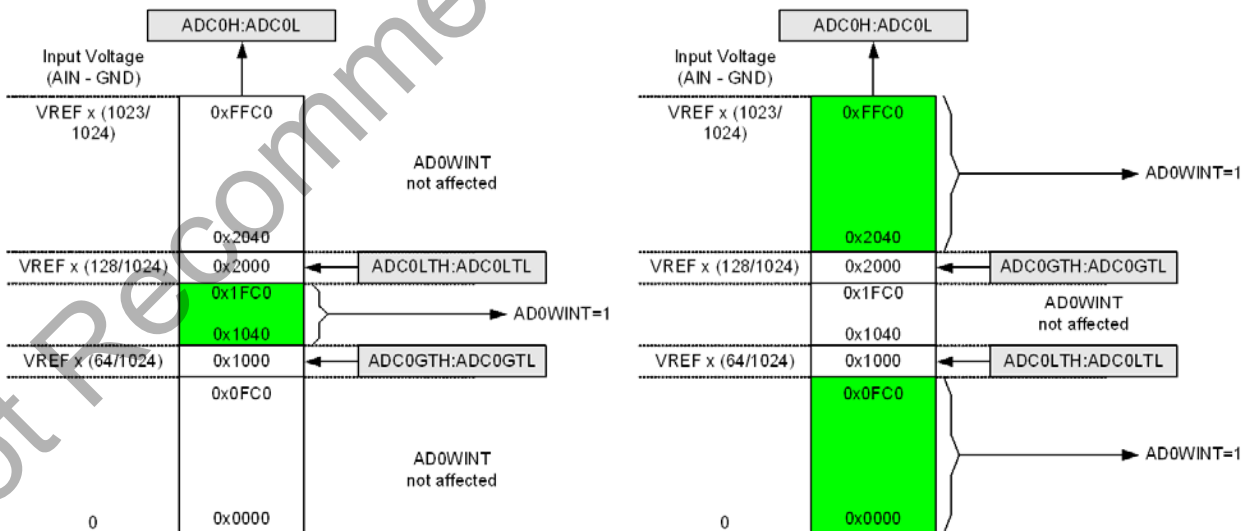 ADC0H:ADC0L
Input Voltage
(AIN - GND)
VREF x (1023/
1024)
0xFFC0
AD0WINT
not affected
0x2040
VREF x (128/1024)
0x2000
ADC0LTH:ADC0LTL
0x1FC0
AD0WINT=1
0x1040
VREF x (64/1024)
0x1000
ADC0GTH:ADC0GTL
0x0FC0
AD0WINT
not affected
0
0x0000
ADC0H:ADC0L
Input Voltage
(AIN - GND)
VREF x (1023/
1024)
0xFFC0
AD0WINT=1
0x2040
VREF x (128/1024)
0x2000
ADC0GTH:ADC0GTL
0x1FC0
AD0WINT
not affected
0x1040
VREF x (64/1024)
0x1000
ADC0LTH:ADC0LTL
0x0FC0
AD0WINT=1
0
0x0000